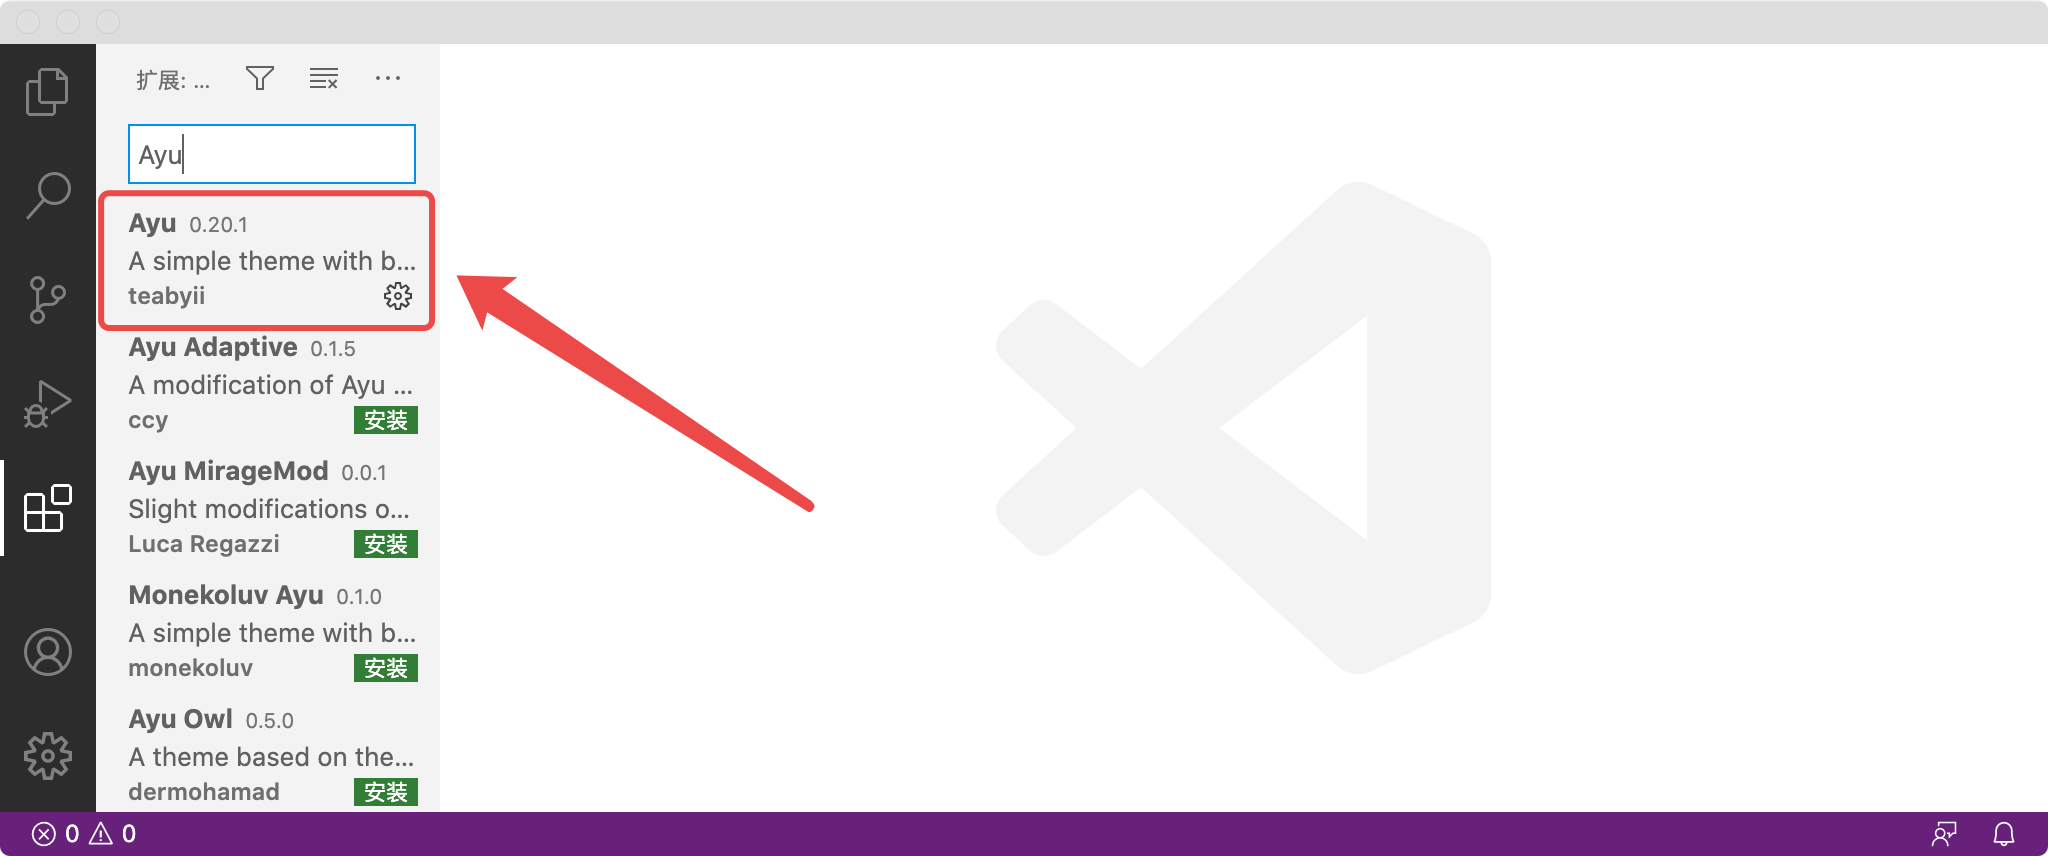 扩展: ...
Ayu
Ayu 0.20.1
A simple theme with b...
teabyii
Ayu Adaptive 0.1.5
A modification of Ayu ...
ccy
安装
Ayu MirageMod 0.0.1
Slight modifications o...
Luca Regazzi
安装
Monekoluv Ayu 0.1.0
A simple theme with b...
monekoluv
安装
Ayu Owl 0.5.0
A theme based on the...
dermohamad
安装
0 0